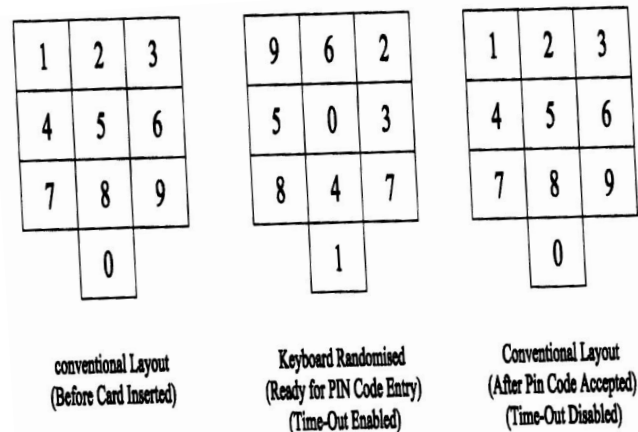 1 2 3
4 5 6
7 8 9
0
conventional Layout
(Before Card Inserted)
9 6 2
5 0 3
8 4 7
1
Keyboard Randomised
(Ready for PIN Code Entry)
(Time-Out Enabled)
1 2 3
4 5 6
7 8 9
0
Conventional Layout
(After Pin Code Accepted)
(Time-Out Disabled)